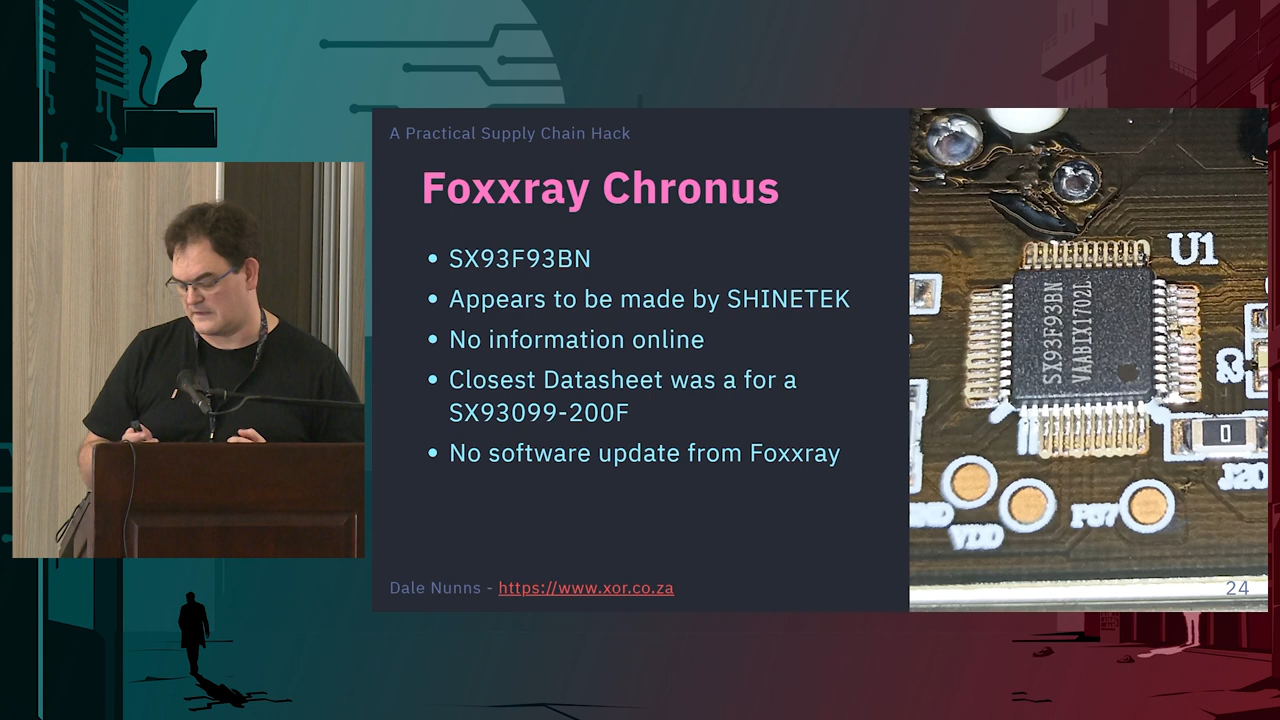 A Practical Supply Chain Hack
Foxxray Chronus
• SX93F93BN
• Appears to be made by SHINETEK
• No information online
• Closest Datasheet was a for a
SX93099-200F
• No software update from Foxxray
Dale Nunns - https://www.xor.co.za
U1
SX93F93BN
VAABIX1702L
0
J20
VDD
P37
24